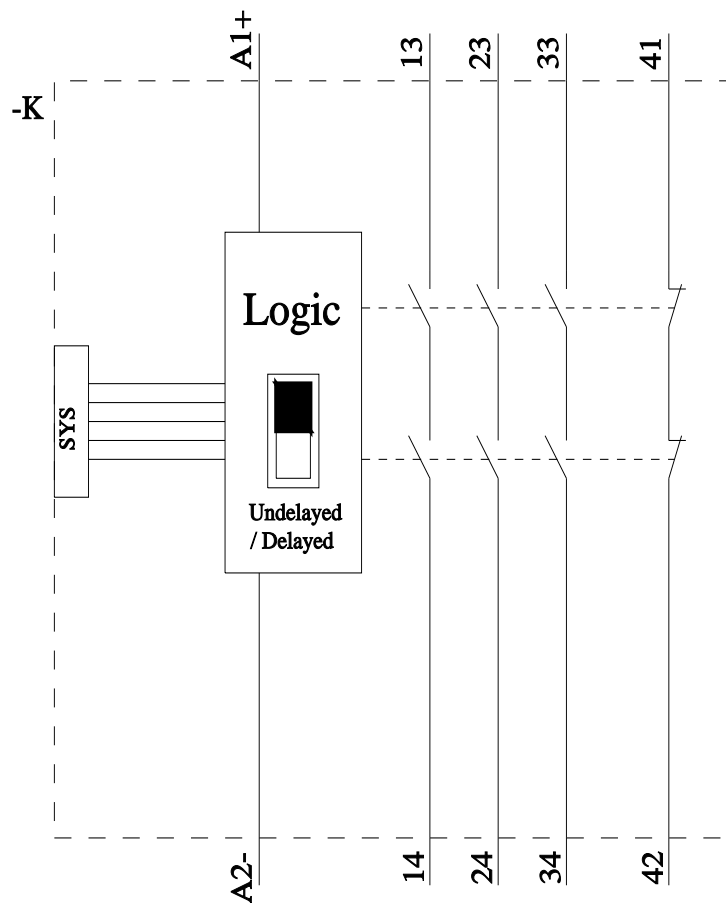 A1+
13
23
33
41
-K
Logic
SYS
Undelayed
/ Delayed
A2-
14
24
34
42